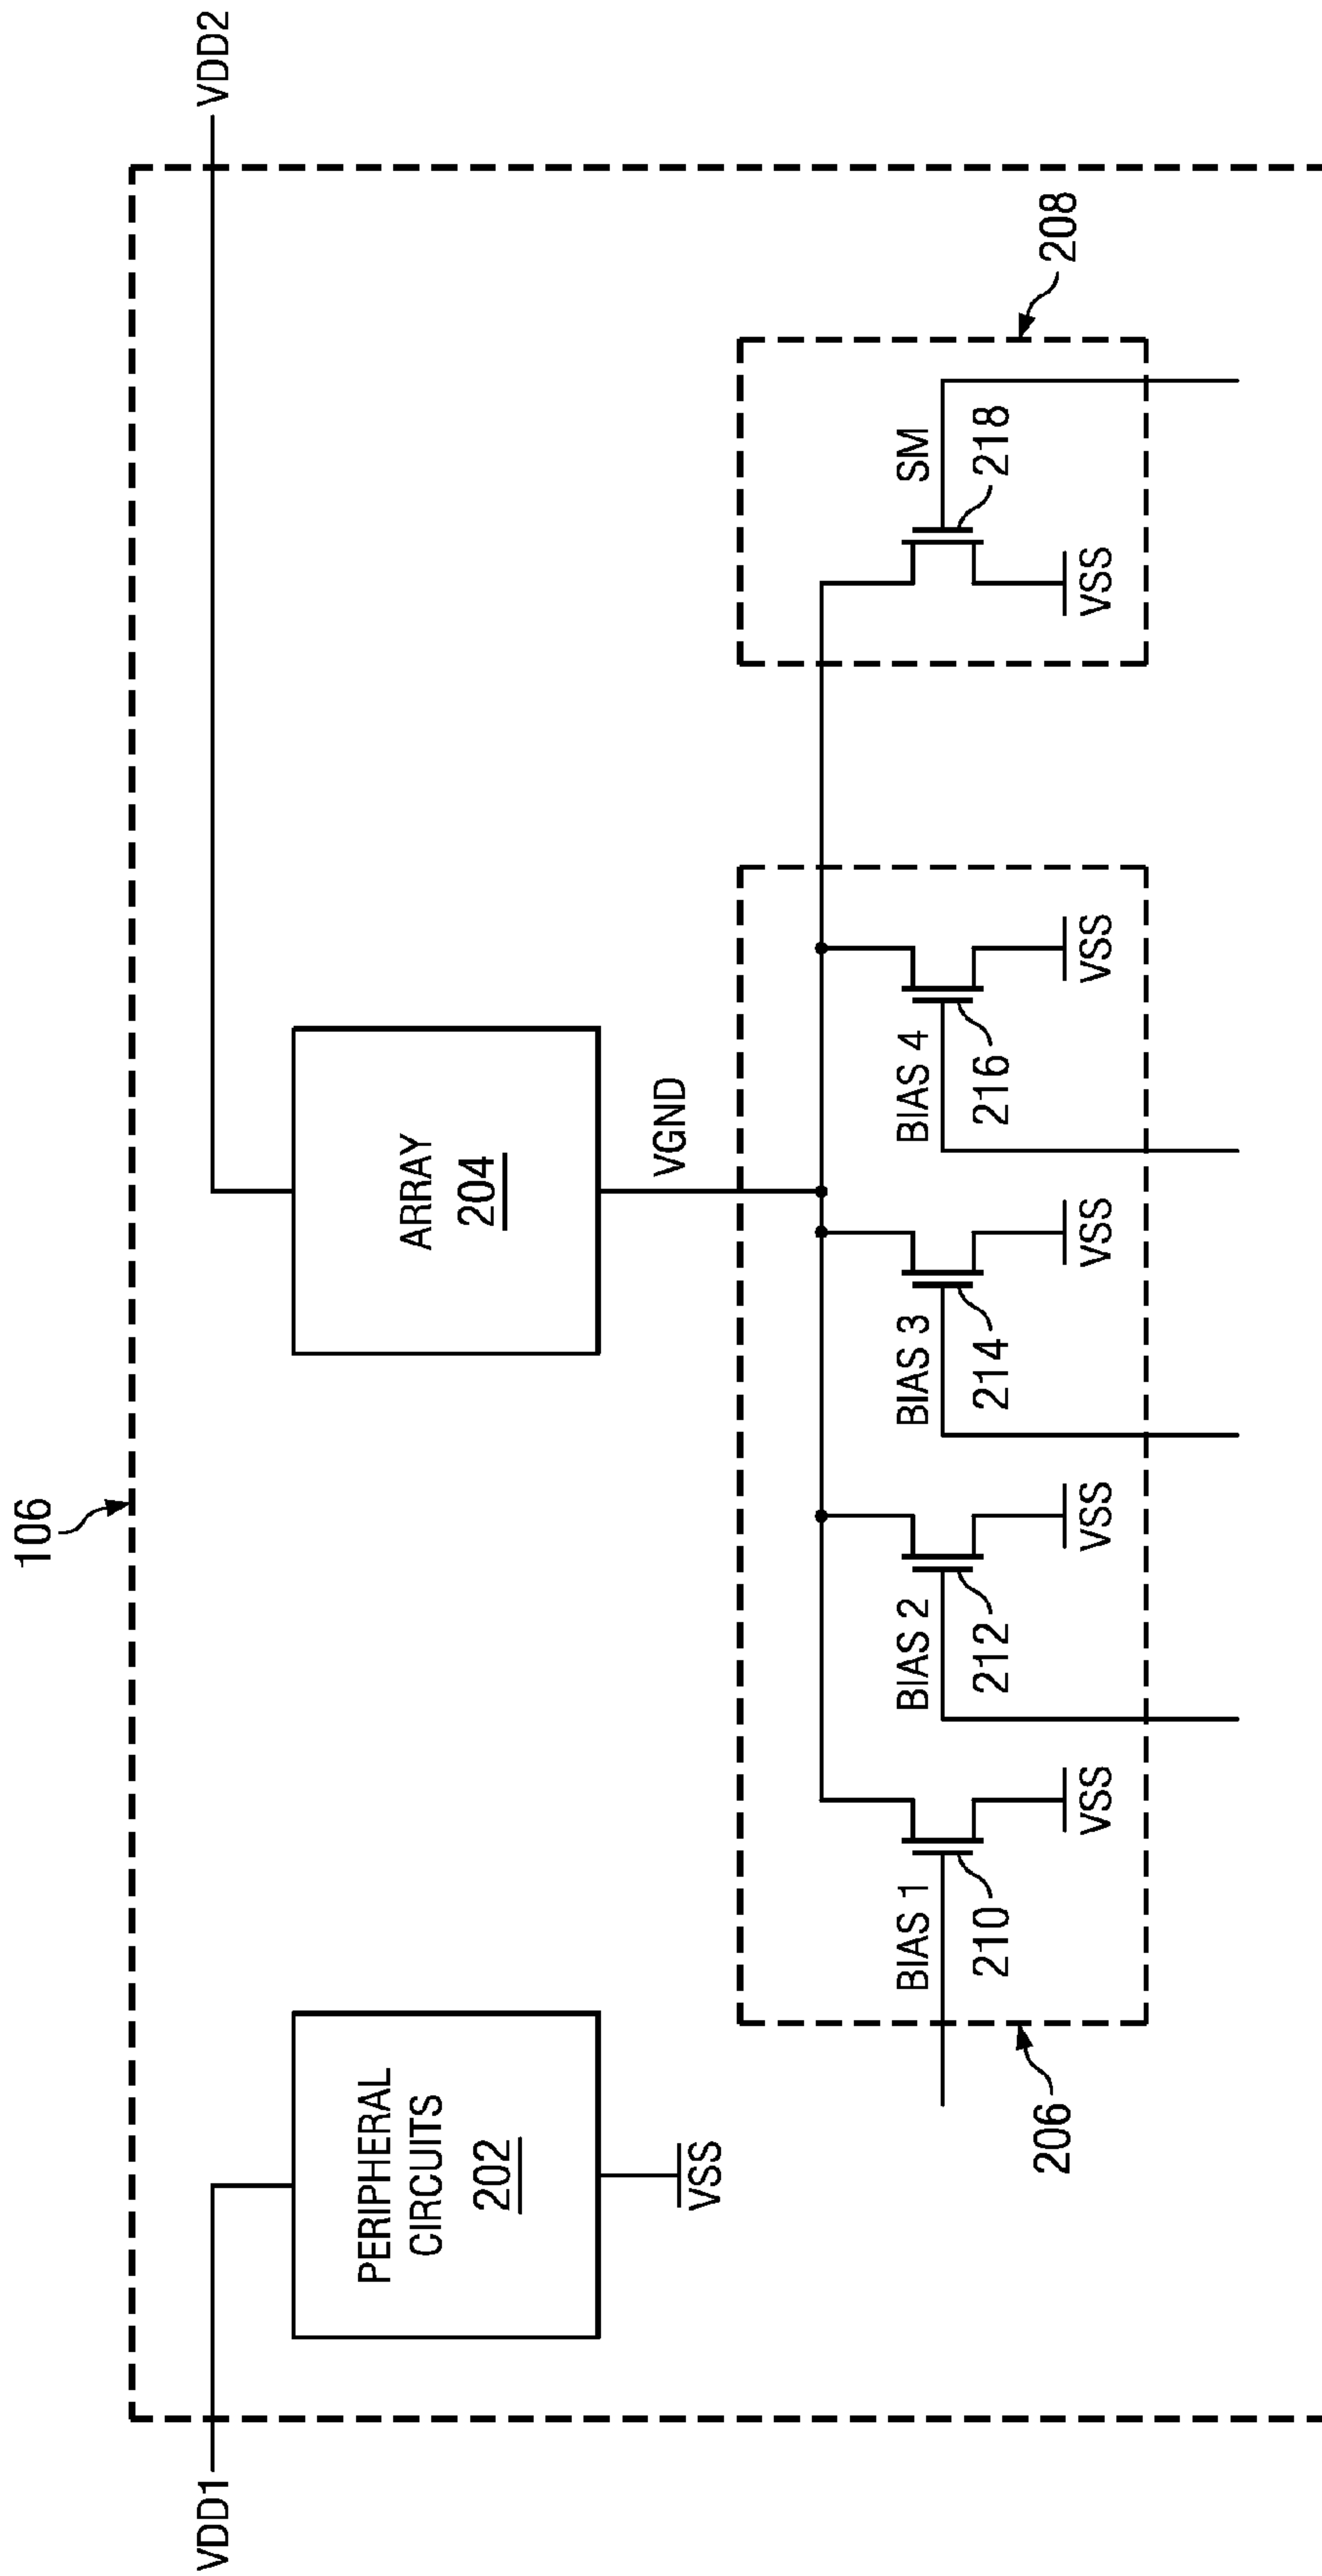 106
VDD1
VDD2
PERIPHERAL
CIRCUITS
202
VSS
ARRAY
204
VGND
BIAS 1
210
VSS
BIAS 2
212
VSS
BIAS 3
214
VSS
BIAS 4
216
VSS
SM
218
VSS
206
208